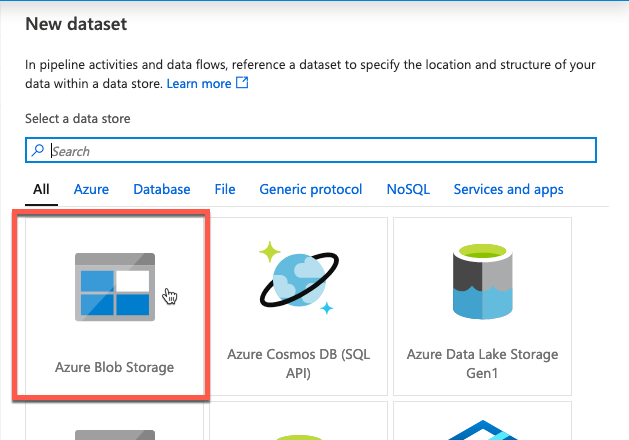 New dataset
In pipeline activities and data flows, reference a dataset to specify the location and structure of your
data within a data store. Learn more
Select a data store
Search
All Azure Database File Generic protocol NoSQL Services and apps
Azure Blob Storage
Azure Cosmos DB (SQL
API)
Azure Data Lake Storage
Gen1